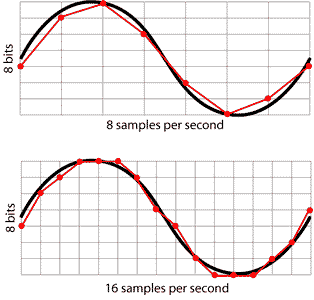 8 bits
8 samples per second
8 bits
16 samples per second